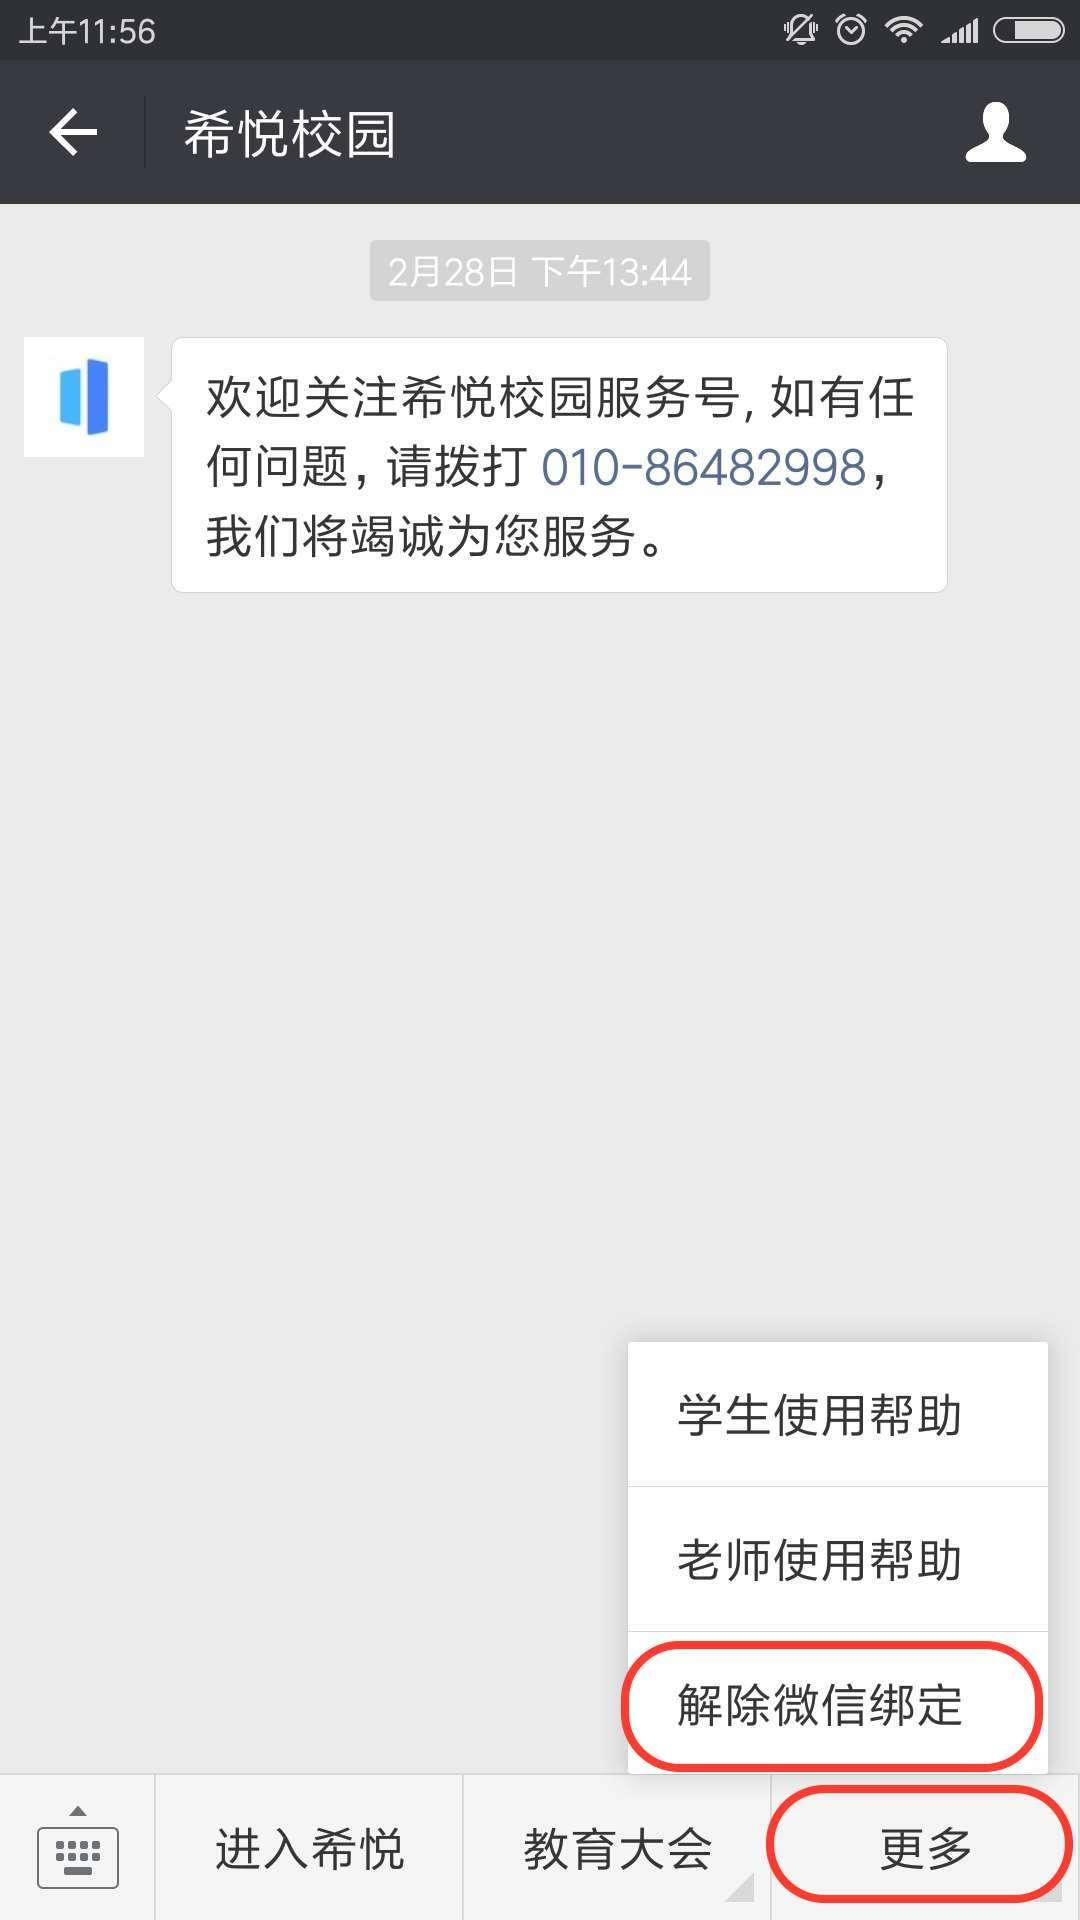 上午11:56
希悦校园
2月28日 下午13:44
欢迎关注希悦校园服务号, 如有任
何问题，请拨打 010-86482998，
我们将竭诚为您服务。
学生使用帮助
老师使用帮助
解除微信绑定
进入希悦
教育大会
更多